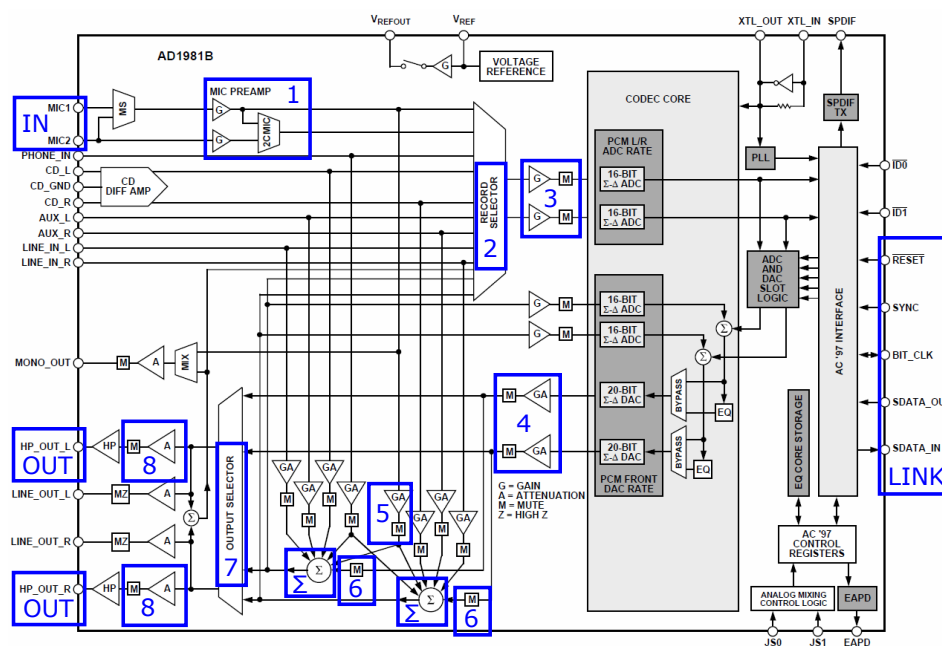 VREFOUT
VREF
XTL_OUT
XTL_IN
SPDIF
AD1981B
G
VOLTAGE
REFERENCE
MIC PREAMP
1
CODEC CORE
SPDIF
TX
MIC1
IN
MIC2
MS
G
G
2CMIC
PHONE_IN
CD_L
CD_GND
CD_R
CD
DIFF AMP
AUX_L
AUX_R
LINE_IN_L
LINE_IN_R
RECORD
SELECTOR
2
G
M
3
G
M
PCM L/R
ADC RATE
16-BIT
Σ-Δ ADC
16-BIT
Σ-Δ ADC
PLL
ID0
ID1
ADC
AND
DAC
SLOT
LOGIC
AC '97 INTERFACE
RESET
SYNC
BIT_CLK
SDATA_OUT
SDATA_IN
LINK
G
M
16-BIT
Σ-Δ ADC
G
M
16-BIT
Σ-Δ ADC
Σ
Σ
MONO_OUT
M
A
MIX
M
GA
4
M
GA
20-BIT
Σ-Δ DAC
BYPASS
EQ
20-BIT
Σ-Δ DAC
BYPASS
EQ
PCM FRONT
DAC RATE
EQ CORE STORAGE
HP_OUT_L
OUT
HP
M
A
8
LINE_OUT_L
MZ
A
Σ
LINE_OUT_R
MZ
A
HP_OUT_R
OUT
HP
M
A
8
OUTPUT SELECTOR
7
GA
GA
GA
GA
GA
GA
GA
GA
M
M
M
M
M
M
M
M
5
G = GAIN
A = ATTENUATION
M = MUTE
Z = HIGH Z
Σ
Σ
M
6
Σ
Σ
M
6
AC '97
CONTROL
REGISTERS
ANALOG MIXING
CONTROL LOGIC
EAPD
JS0
JS1
EAPD